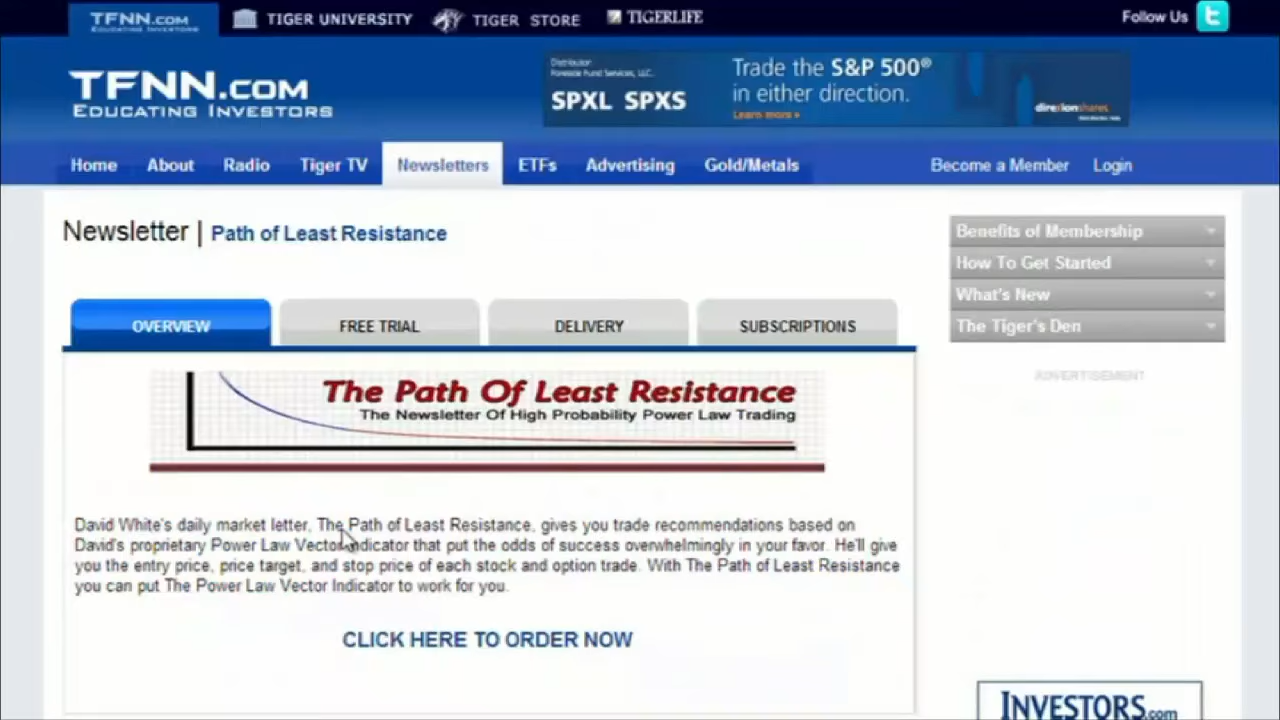 TFNN.COM
EDUCATING INVESTORS
TIGER UNIVERSITY
TIGER STORE
TIGERLIFE
Follow Us
TFNN.COM
EDUCATING INVESTORS
Distributor
Foreside Fund Services, LLC.
SPXL SPXS
Trade the S&P 500®
in either direction.
Learn more
direxionshares
Home About Radio Tiger TV Newsletters ETFs Advertising Gold/Metals Become a Member Login
Newsletter | Path of Least Resistance
Benefits of Membership
How To Get Started
What's New
The Tiger's Den
ADVERTISEMENT
OVERVIEW FREE TRIAL DELIVERY SUBSCRIPTIONS
The Path Of Least Resistance
The Newsletter Of High Probability Power Law Trading
David White's daily market letter, The Path of Least Resistance, gives you trade recommendations based on
David's proprietary Power Law Vector Indicator that put the odds of success overwhelmingly in your favor. He'll give
you the entry price, price target, and stop price of each stock and option trade. With The Path of Least Resistance
you can put The Power Law Vector Indicator to work for you.
CLICK HERE TO ORDER NOW
INVESTORS.com